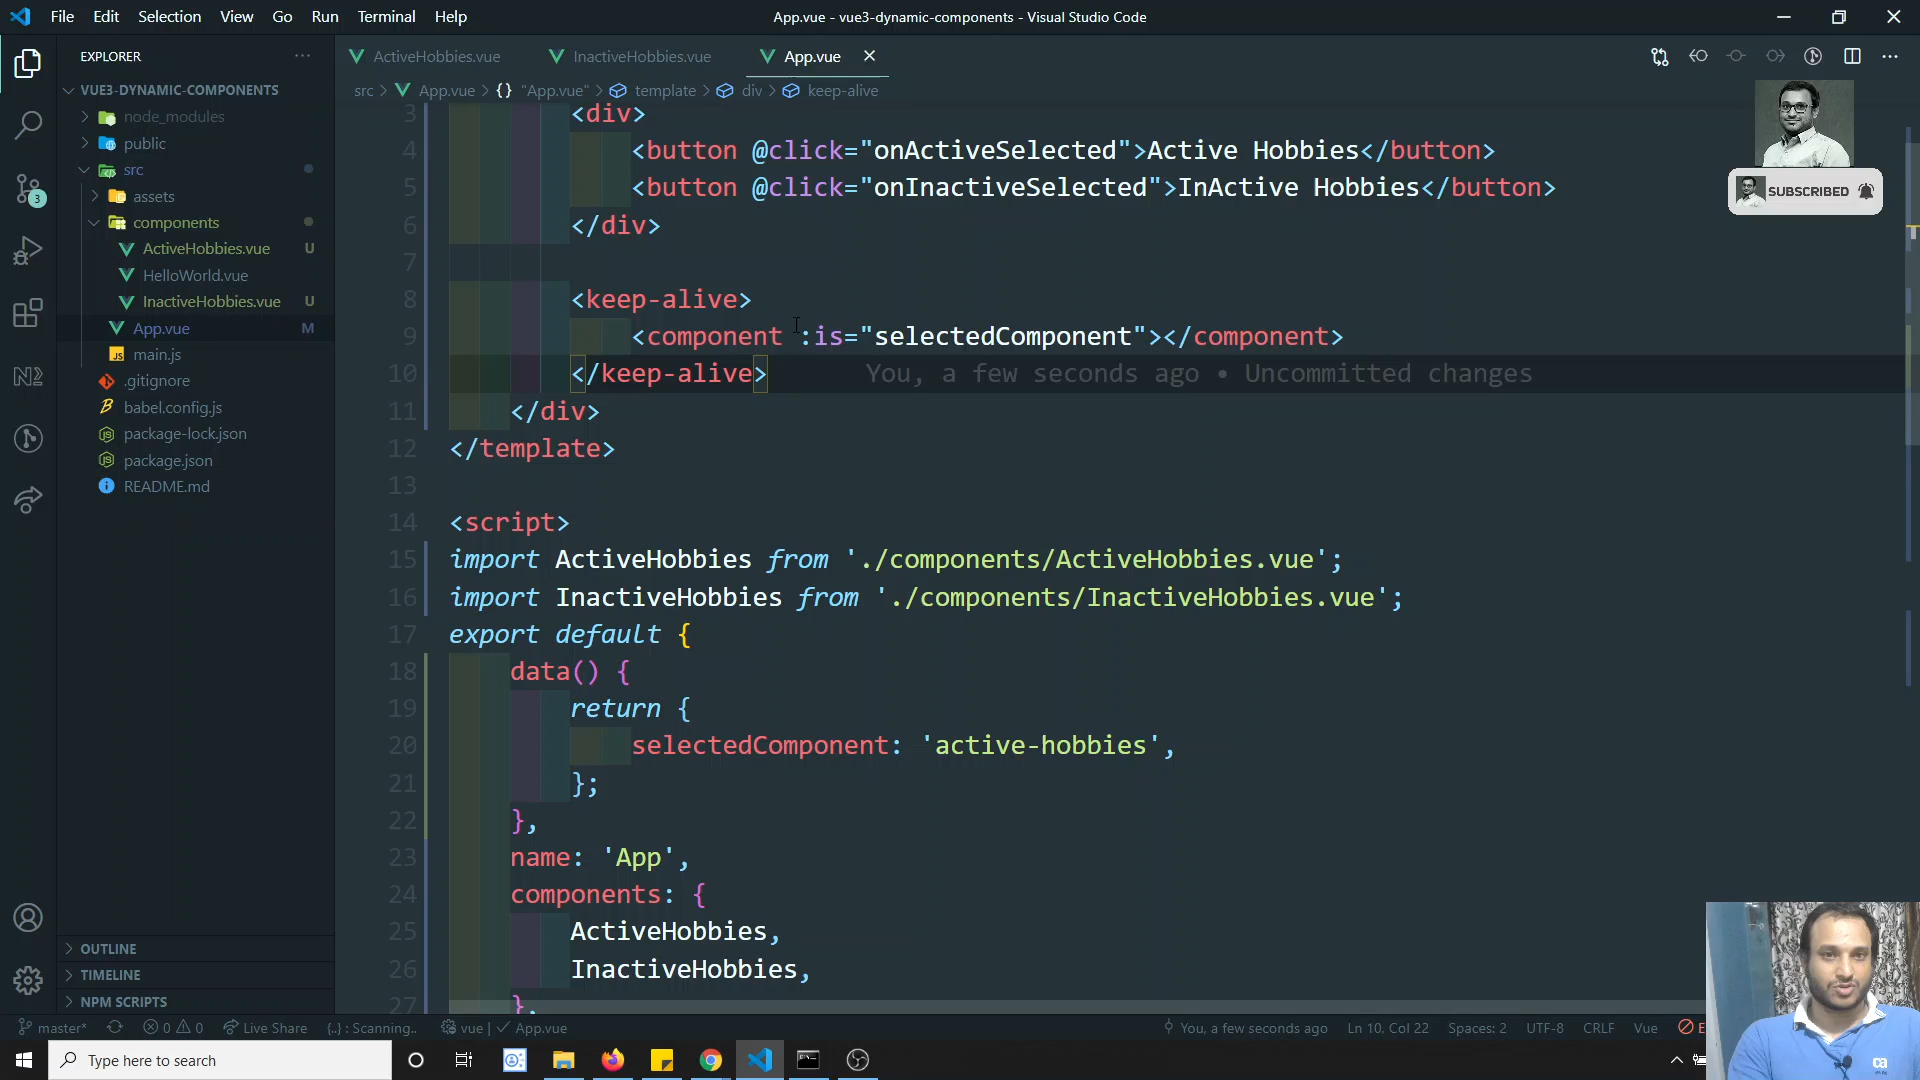 File Edit Selection View Go Run Terminal Help
App.vue - vue3-dynamic-components - Visual Studio Code
EXPLORER
VUE3-DYNAMIC-COMPONENTS
node_modules
public
src
assets
components
ActiveHobbies.vue U
HelloWorld.vue
InactiveHobbies.vue U
App.vue M
main.js
.gitignore
babel.config.js
package-lock.json
package.json
README.md
3
OUTLINE
TIMELINE
NPM SCRIPTS
ActiveHobbies.vue InactiveHobbies.vue App.vue
src > App.vue > {} "App.vue" > template > div > keep-alive
3 <div>
4 <button @click="onActiveSelected">Active Hobbies</button>
5 <button @click="onInactiveSelected">InActive Hobbies</button>
6 </div>
7
8 <keep-alive>
9 <component :is="selectedComponent"></component>
10 </keep-alive> You, a few seconds ago • Uncommitted changes
11 </div>
12 </template>
13
14 <script>
15 import ActiveHobbies from './components/ActiveHobbies.vue';
16 import InactiveHobbies from './components/InactiveHobbies.vue';
17 export default {
18 data() {
19 return {
20 selectedComponent: 'active-hobbies',
21 };
22 },
23 name: 'App',
24 components: {
25 ActiveHobbies,
26 InactiveHobbies,
27 },
SUBSCRIBED
master* 0 0 Live Share {..} : Scanning.. vue | App.vue
You, a few seconds ago Ln 10, Col 22 Spaces: 2 UTF-8 CRLF Vue
Type here to search
ca